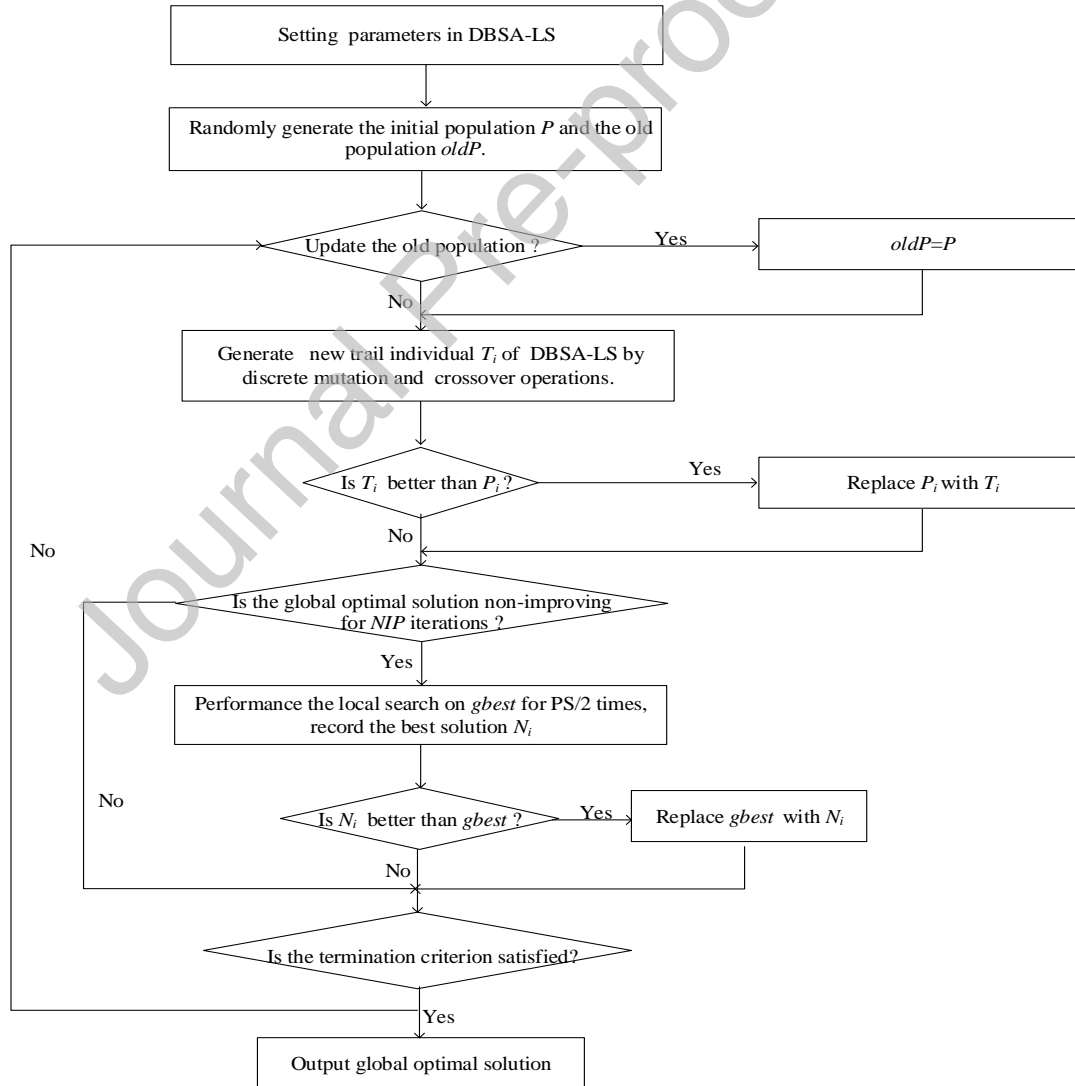 Setting parameters in DBSA-LS
Randomly generate the initial population P and the old
population oldP.
Update the old population ?
Yes
oldP=P
No
Generate new trail individual Ti of DBSA-LS by
discrete mutation and crossover operations.
Is Ti better than Pi ?
Yes
Replace Pi with Ti
No
No
Is the global optimal solution non-improving
for NIP iterations ?
Yes
Performance the local search on gbest for PS/2 times,
record the best solution Ni
No
Is Ni better than gbest ?
Yes
Replace gbest with Ni
No
Is the termination criterion satisfied?
Yes
Output global optimal solution
Journal Pre-proo